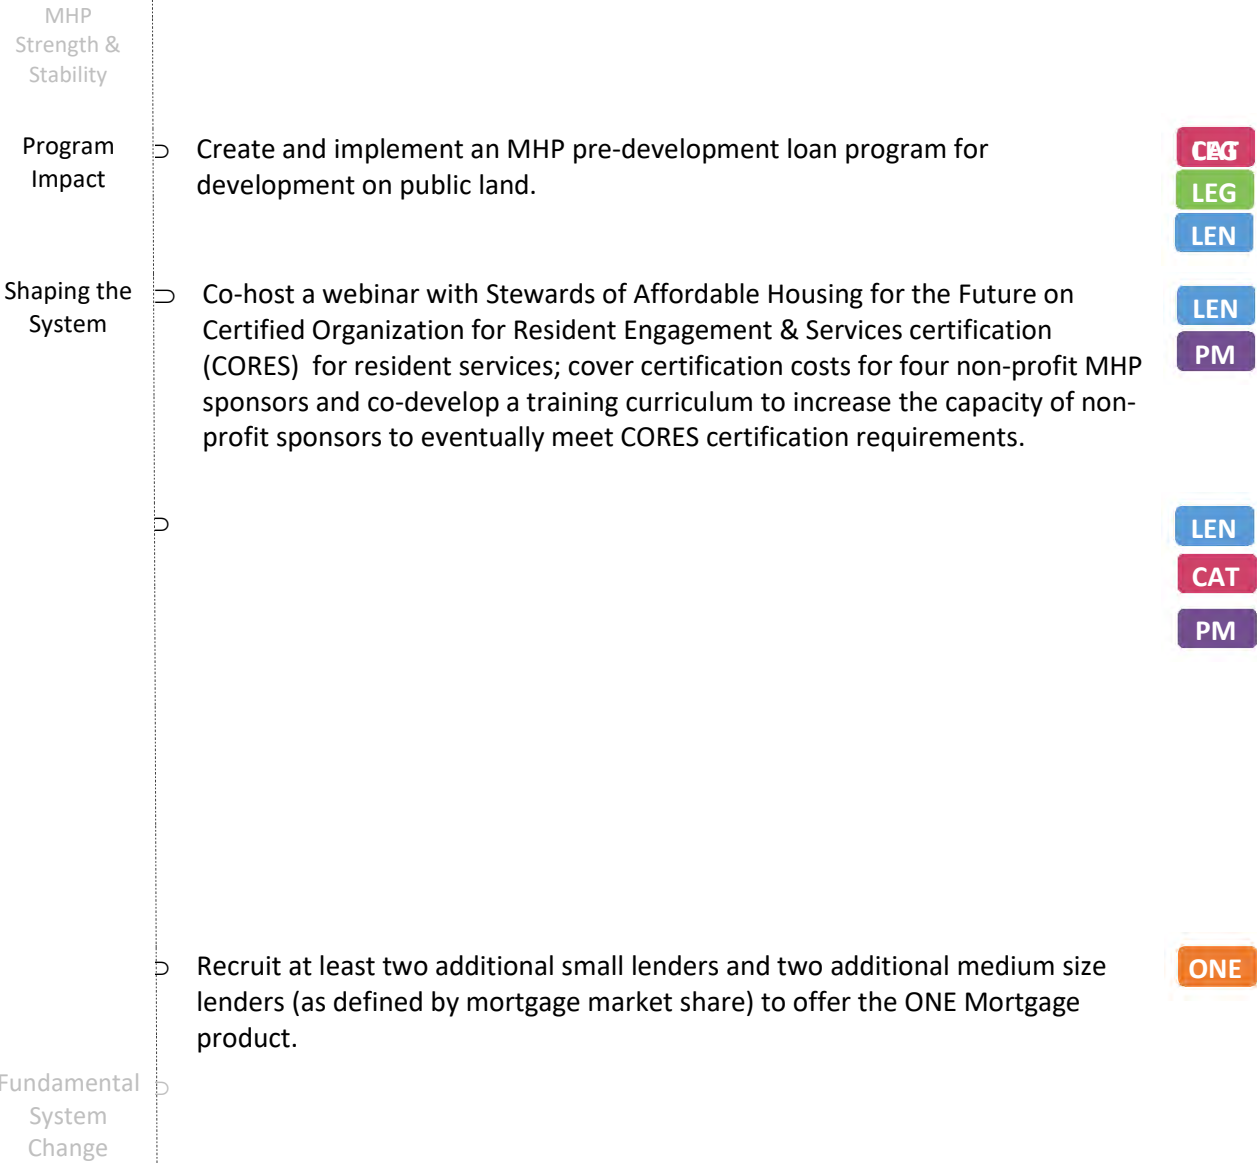 MHP
Strength &
Stability
Program
Impact
Create and implement an MHP pre-development loan program for
development on public land.
CAT
LEG
LEN
Shaping the
System
Co-host a webinar with Stewards of Affordable Housing for the Future on
Certified Organization for Resident Engagement & Services certification
(CORES)  for resident services; cover certification costs for four non-profit MHP
sponsors and co-develop a training curriculum to increase the capacity of non-
profit sponsors to eventually meet CORES certification requirements.
LEN
PM
LEN
CAT
PM
Recruit at least two additional small lenders and two additional medium size
lenders (as defined by mortgage market share) to offer the ONE Mortgage
product.
ONE
Fundamental
System
Change